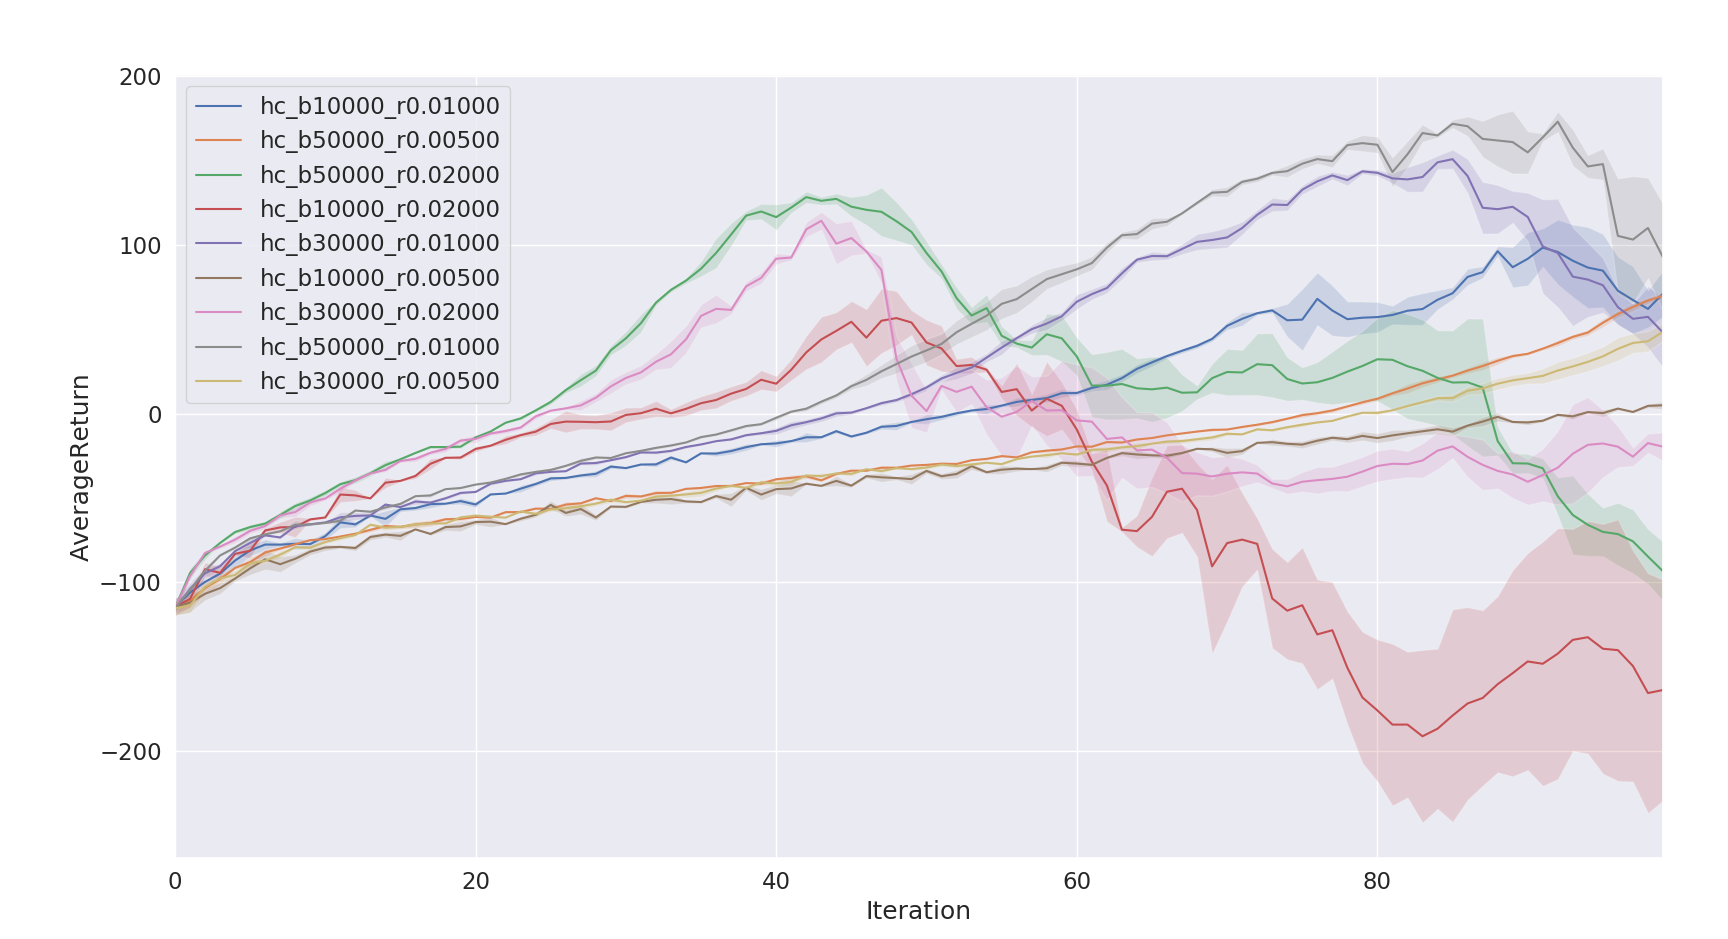 200
100
0
−100
−200
AverageReturn
hc_b10000_r0.01000
hc_b50000_r0.00500
hc_b50000_r0.02000
hc_b10000_r0.02000
hc_b30000_r0.01000
hc_b10000_r0.00500
hc_b30000_r0.02000
hc_b50000_r0.01000
hc_b30000_r0.00500
0 20 40 60 80
Iteration